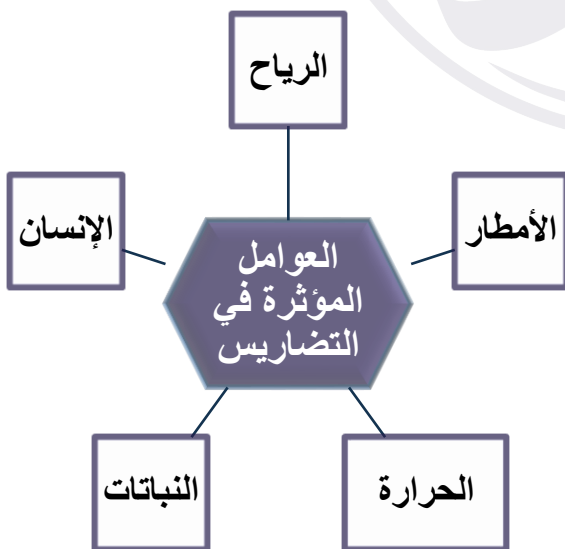 الرياح
الأمطار
الإنسان
العوامل
المؤثرة في
التضاريس
الحرارة
النباتات